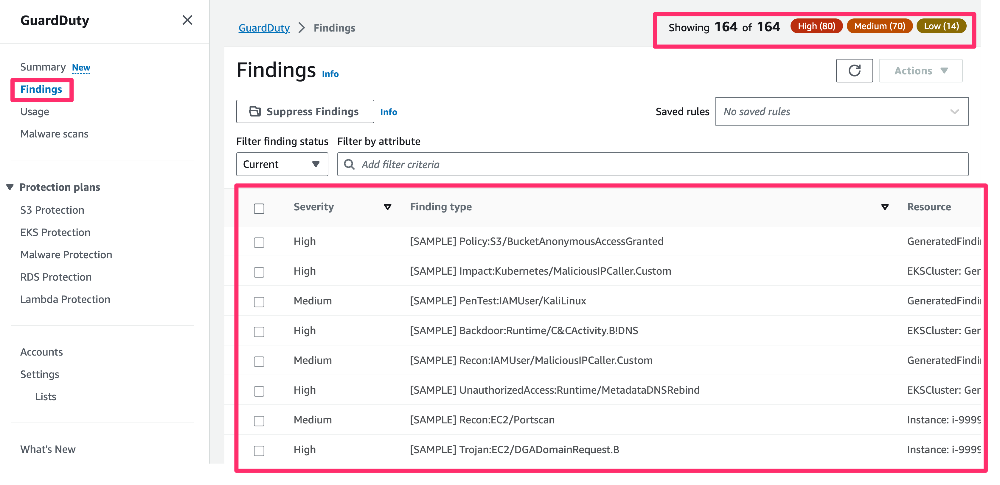 GuardDuty
Summary New
Findings
Usage
Malware scans
Protection plans
S3 Protection
EKS Protection
Malware Protection
RDS Protection
Lambda Protection
Accounts
Settings
Lists
What's New
GuardDuty Findings
Showing 164 of 164 High (80) Medium (70) Low (14)
Findings Info
Actions
Suppress Findings Info
Saved rules No saved rules
Filter finding status Filter by attribute
Current Add filter criteria
Severity Finding type Resource
High [SAMPLE] Policy:S3/BucketAnonymousAccessGranted GeneratedFindi
High [SAMPLE] Impact:Kubernetes/MaliciousIPCaller.Custom EKSCluster: Ger
Medium [SAMPLE] PenTest:IAMUser/KaliLinux GeneratedFindi
High [SAMPLE] Backdoor:Runtime/C&CActivity.B!DNS EKSCluster: Ger
Medium [SAMPLE] Recon:IAMUser/MaliciousIPCaller.Custom GeneratedFindi
High [SAMPLE] UnauthorizedAccess:Runtime/MetadataDNSRebind EKSCluster: Ger
Medium [SAMPLE] Recon:EC2/Portscan Instance: i-9999
High [SAMPLE] Trojan:EC2/DGADomainRequest.B Instance: i-9999